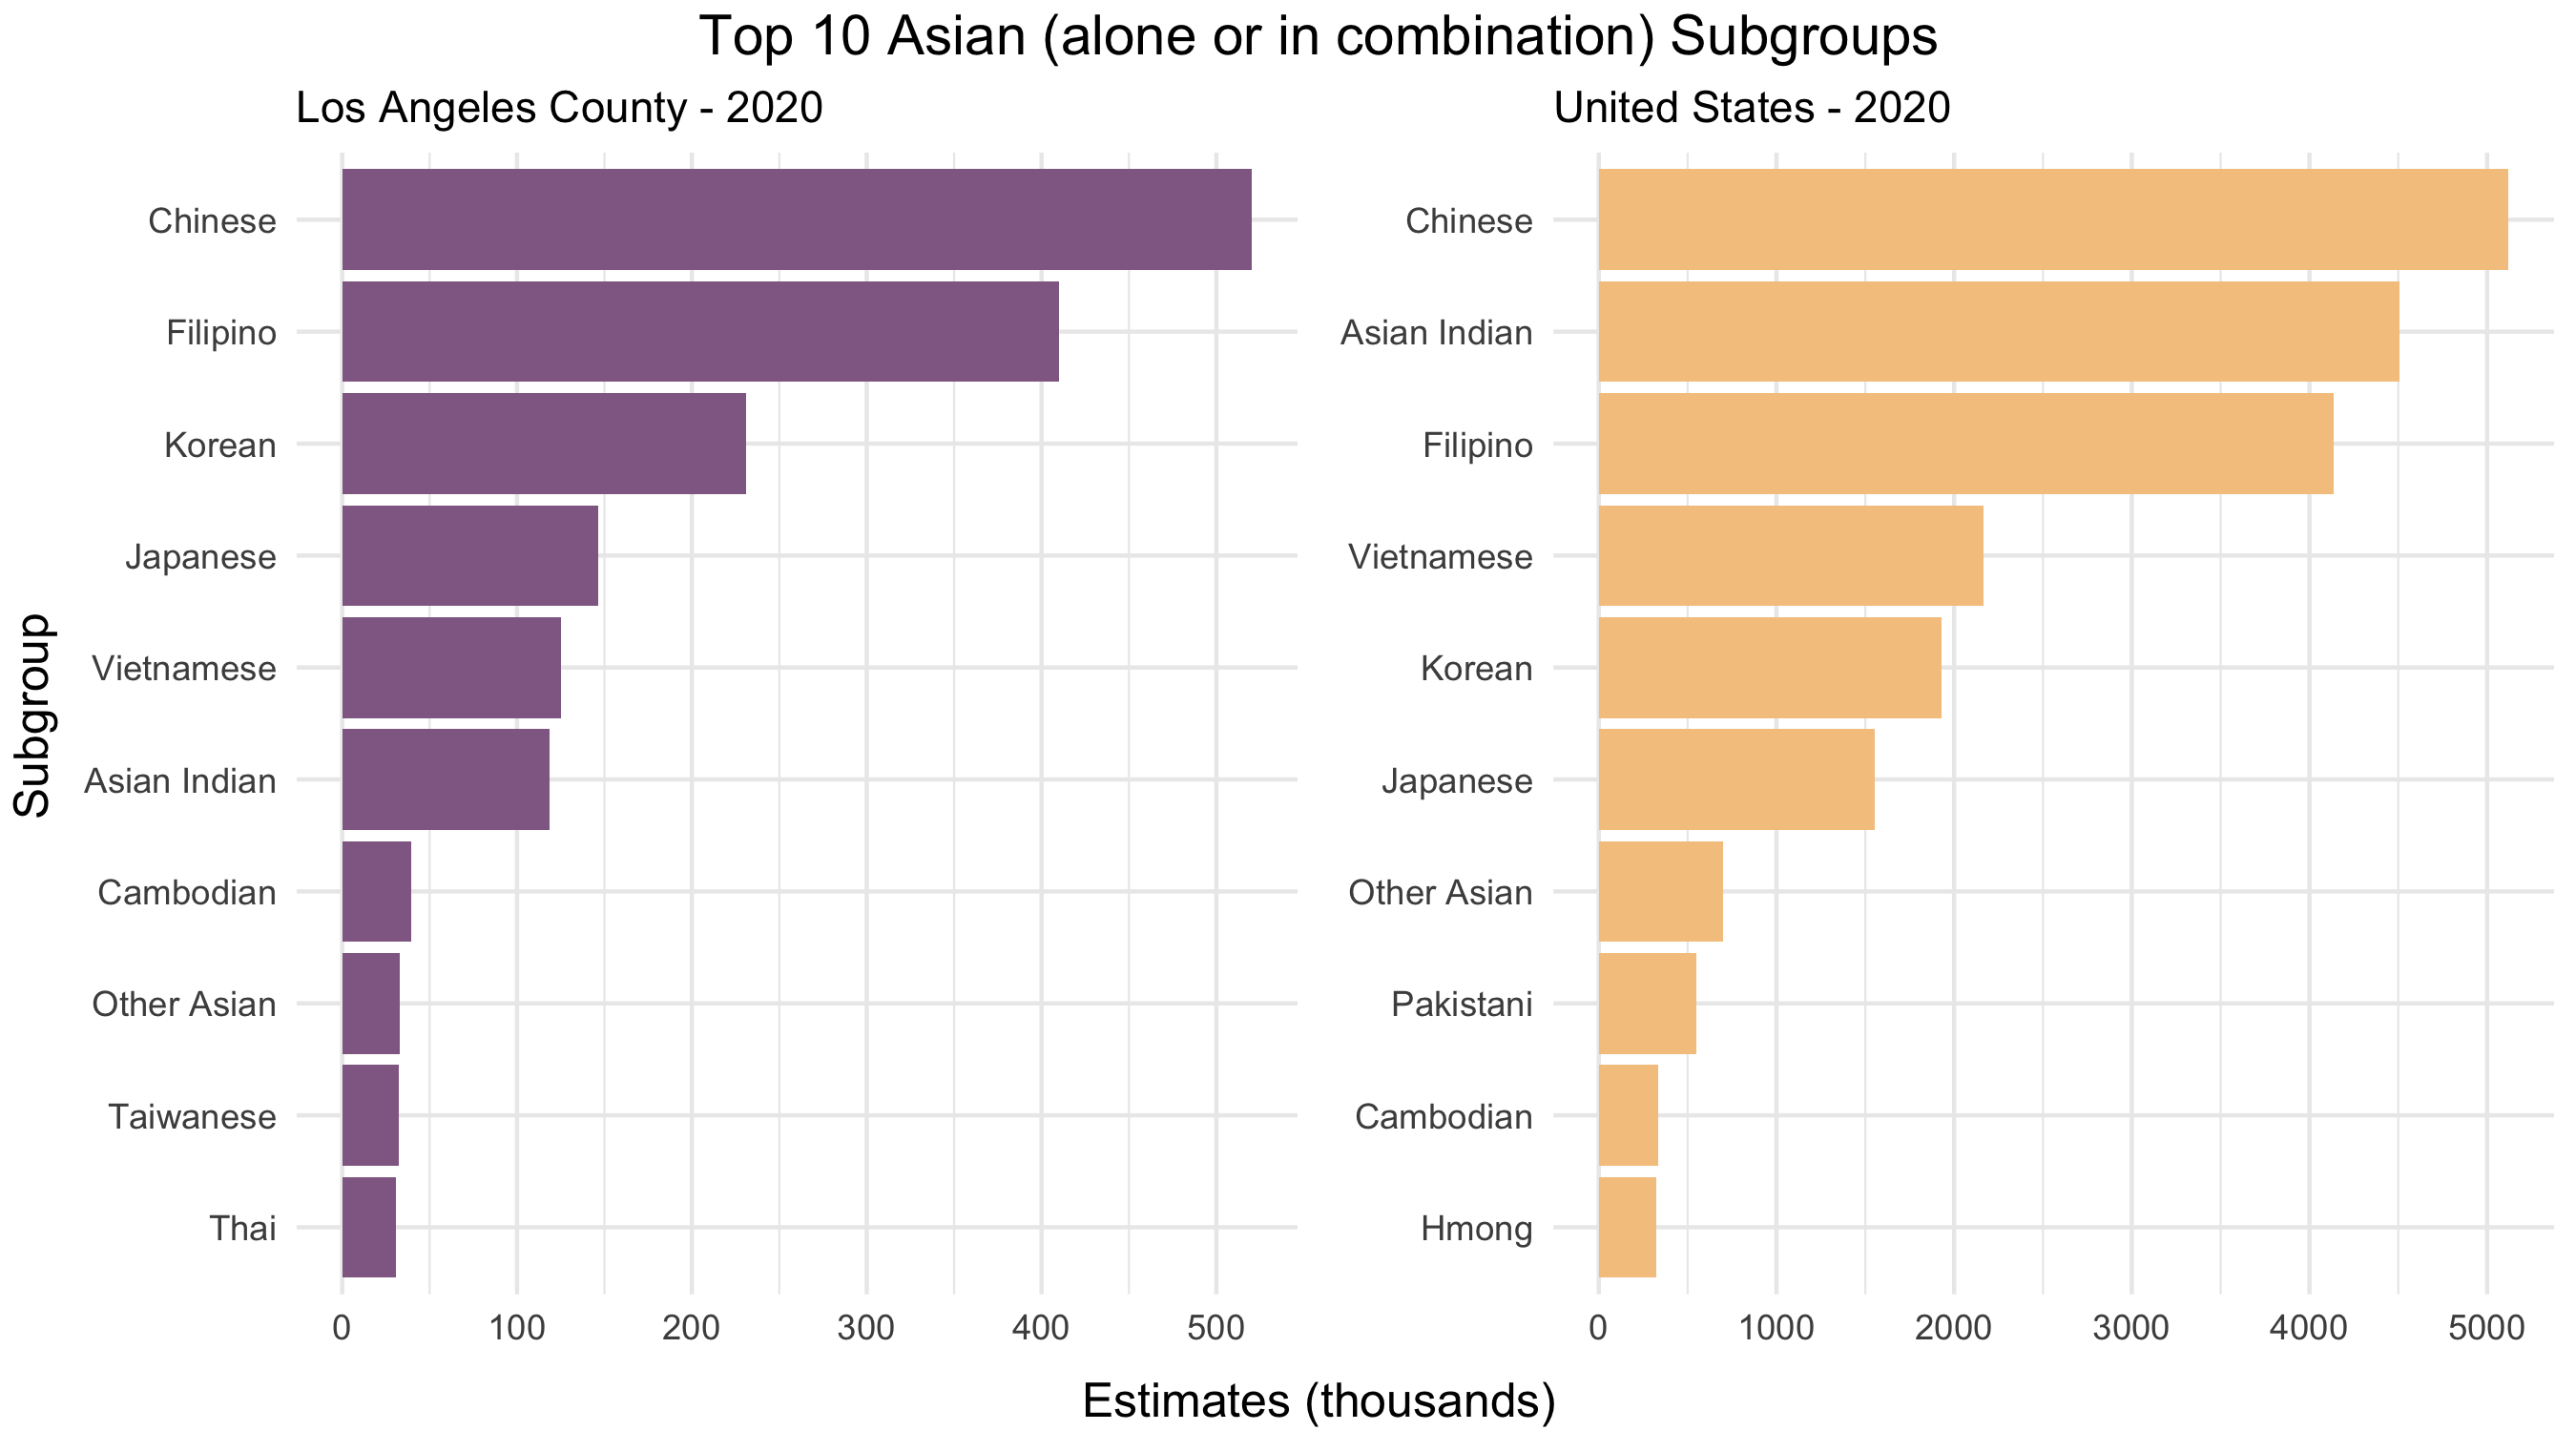 Top 10 Asian (alone or in combination) Subgroups
Los Angeles County - 2020
Subgroup
Chinese
Filipino
Korean
Japanese
Vietnamese
Asian Indian
Cambodian
Other Asian
Taiwanese
Thai
0 100 200 300 400 500
United States - 2020
Chinese
Asian Indian
Filipino
Vietnamese
Korean
Japanese
Other Asian
Pakistani
Cambodian
Hmong
0 1000 2000 3000 4000 5000
Estimates (thousands)